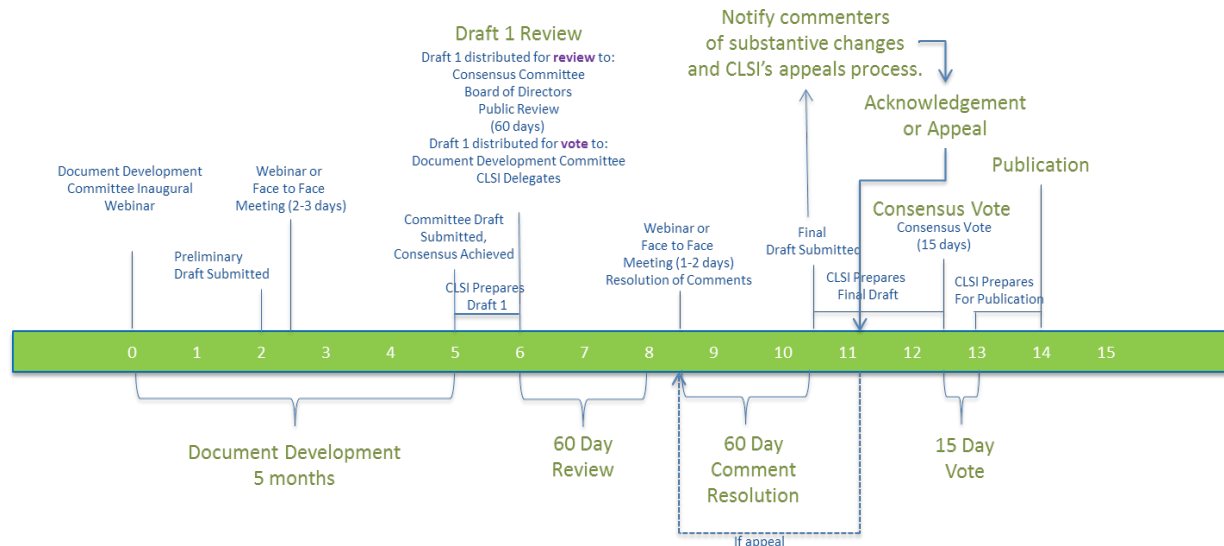 Notify commenters
of substantive changes
and CLSI's appeals process.
Draft 1 Review
Draft 1 distributed for review to:
Consensus Committee
Board of Directors
Public Review
(60 days)
Draft 1 distributed for vote to:
Document Development Committee
CLSI Delegates
Acknowledgement
or Appeal
Publication
Document Development
Committee Inaugural
Webinar
Webinar or
Face to Face
Meeting (2-3 days)
Preliminary
Draft Submitted
Committee Draft
Submitted,
Consensus Achieved
CLSI Prepares
Draft 1
Webinar or
Face to Face
Meeting (1-2 days)
Resolution of Comments
Final
Draft Submitted
CLSI Prepares
Final Draft
Consensus Vote
Consensus Vote
(15 days)
CLSI Prepares
For Publication
0 1 2 3 4 5 6 7 8 9 10 11 12 13 14 15
Document Development
5 months
60 Day
Review
60 Day
Comment
Resolution
15 Day
Vote
If appeal